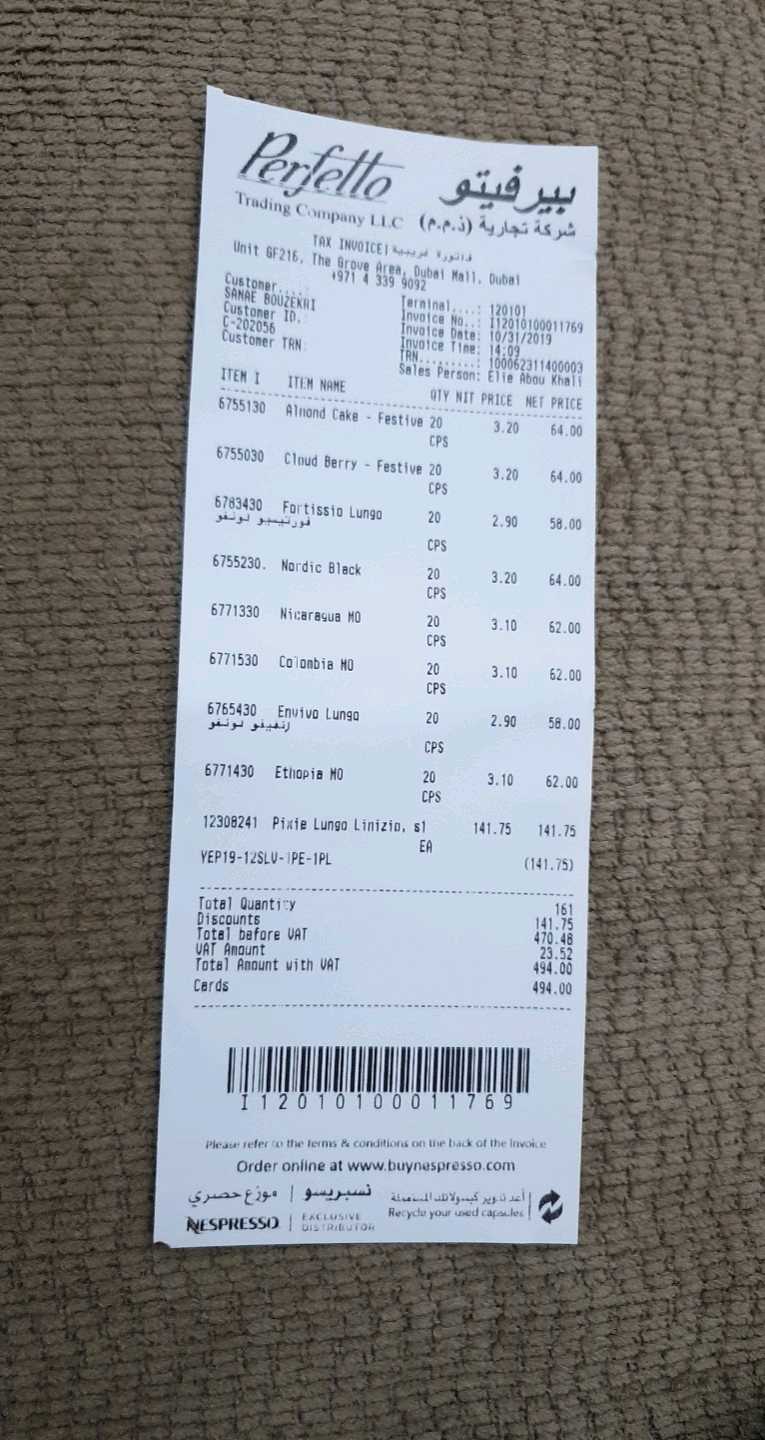 Perfetto بيرفيتو
Trading Company LLC شركة تجارية (ذ.م.م)
TAX INVOICE| فاتورة ضريبية
Unit GF216, The Grove Area, Dubai Mall, Dubai
+971 4 339 9092
Customer....:
SANAE BOUZEKRI
Customer ID.:
C-202056
Customer TRN:
Terminal....: 120101
Invoice No..: I12010100011769
Invoice Date: 10/31/2019
Invoice Time: 14:09
TRN.........: 100062311400003
Sales Person: Elie Abou Khali
ITEM I ITEM NAME QTY NIT PRICE NET PRICE
6755130 Almond Cake - Festive 20 3.20 64.00
CPS
6755030 Cloud Berry - Festive 20 3.20 64.00
CPS
6783430 Fortissio Lungo 20 2.90 58.00
فورتيسيو لونغو
CPS
6755230. Nordic Black 20 3.20 64.00
CPS
6771330 Nicaragua MO 20 3.10 62.00
CPS
6771530 Colombia MO 20 3.10 62.00
CPS
6765430 Envivo Lungo 20 2.90 58.00
إنفيفو لونغو
CPS
6771430 Ethiopia MO 20 3.10 62.00
CPS
12308241 Pixie Lungo Linizio, s1 141.75 141.75
EA
YEP19-12SLV-1PE-1PL (141.75)
Total Quantity 161
Discounts 141.75
Total before VAT 470.48
VAT Amount 23.52
Total Amount with VAT 494.00
Cards 494.00
I12010100011769
Please refer to the terms & conditions on the back of the Invoice
Order online at www.buynespresso.com
نسبريسو | موزع حصري
NESPRESSO | EXCLUSIVE DISTRIBUTOR
أعد تدوير كبسولاتك المستعملة
Recycle your used capsules